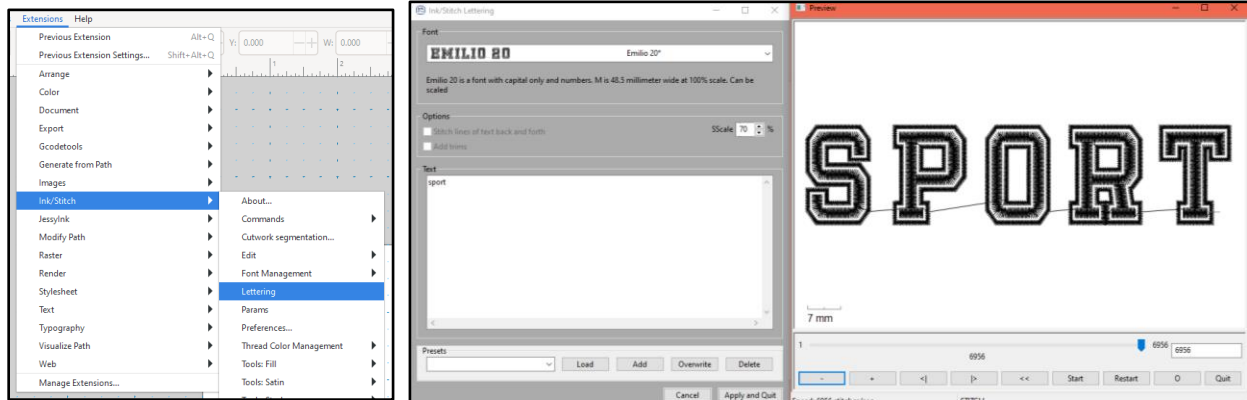 Extensions Help
Previous Extension Alt+Q
Previous Extension Settings... Shift+Alt+Q
Arrange
Color
Document
Export
Gcodetools
Generate from Path
Images
Ink/Stitch
JessyInk
Modify Path
Raster
Render
Stylesheet
Text
Typography
Visualize Path
Web
Manage Extensions...
Y: 0.000 W: 0.000
1 2
About...
Commands
Cutwork segmentation...
Edit
Font Management
Lettering
Params
Preferences...
Thread Color Management
Tools: Fill
Tools: Satin
Ink/Stitch Lettering
Font
EMILIO 20 Emilio 20"
Emilio 20 is a font with capital only and numbers. M is 48.5 millimeter wide at 100% scale. Can be
scaled
Options
Stitch lines of text back and forth SScale 70 %
Add trims
Text
sport
Presets
Load Add Overwrite Delete
Cancel Apply and Quit
Preview
SPORT
7 mm
1 6956 6956
6956
- + <| |> << Start Restart O Quit